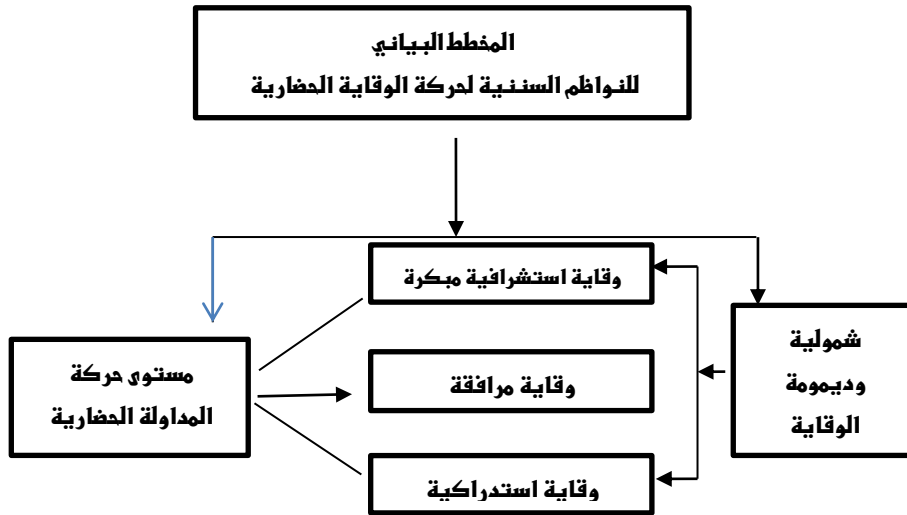 المخطط البياني
للنواظم السننية لحركة الوقاية الحضارية
شمولية
وديمومة
الوقاية
وقاية استشرافية مبكرة
وقاية مرافقة
وقاية استدراكية
مستوى حركة
المداولة الحضارية